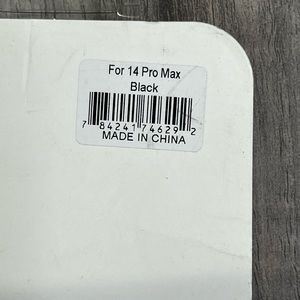 For 14 Pro Max
Black
7 84241 74629 2
MADE IN CHINA